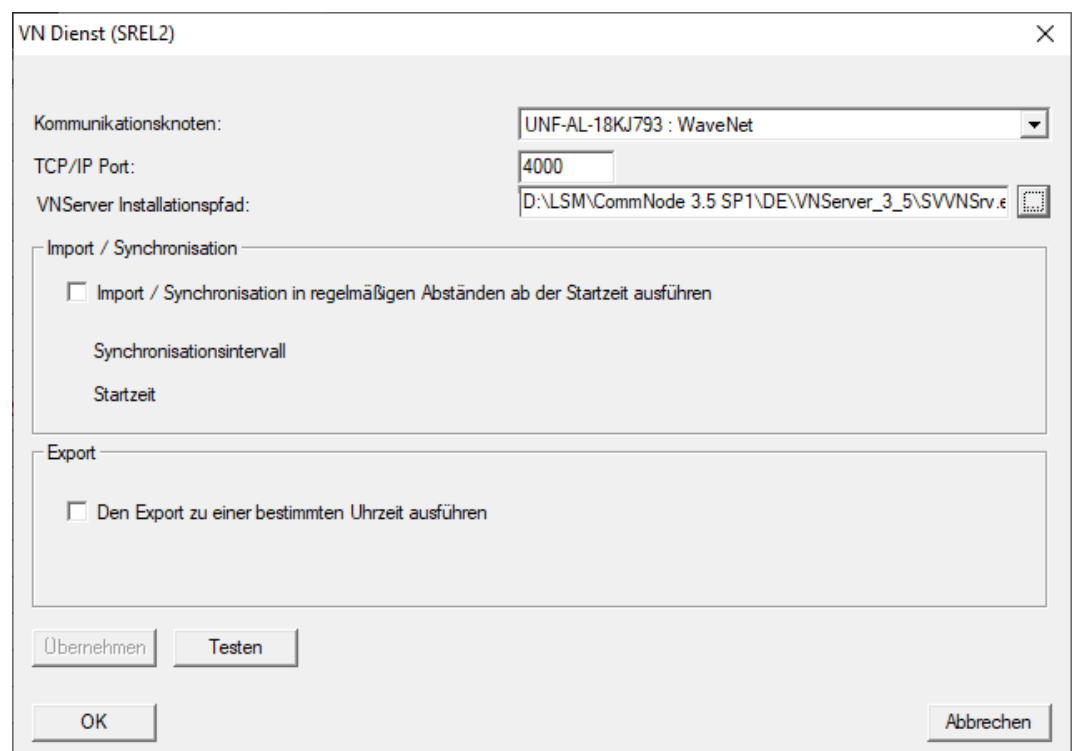 VN Dienst (SREL2)
Kommunikationsknoten: UNF-AL-18KJ793 : WaveNet
TCP/IP Port: 4000
VNServer Installationspfad: D:\LSM\CommNode 3.5 SP1\DE\VNServer_3_5\SVVNSrv.e ...
Import / Synchronisation
Import / Synchronisation in regelmäßigen Abständen ab der Startzeit ausführen
Synchronisationsintervall
Startzeit
Export
Den Export zu einer bestimmten Uhrzeit ausführen
Übernehmen Testen
OK Abbrechen